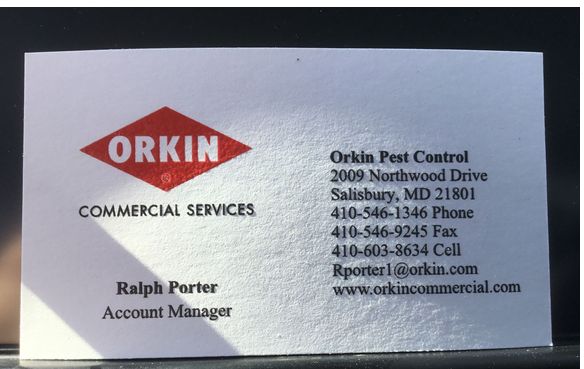 ORKIN
®
COMMERCIAL SERVICES
Ralph Porter
Account Manager
Orkin Pest Control
2009 Northwood Drive
Salisbury, MD 21801
410-546-1346 Phone
410-546-9245 Fax
410-603-8634 Cell
Rporter1@orkin.com
www.orkincommercial.com